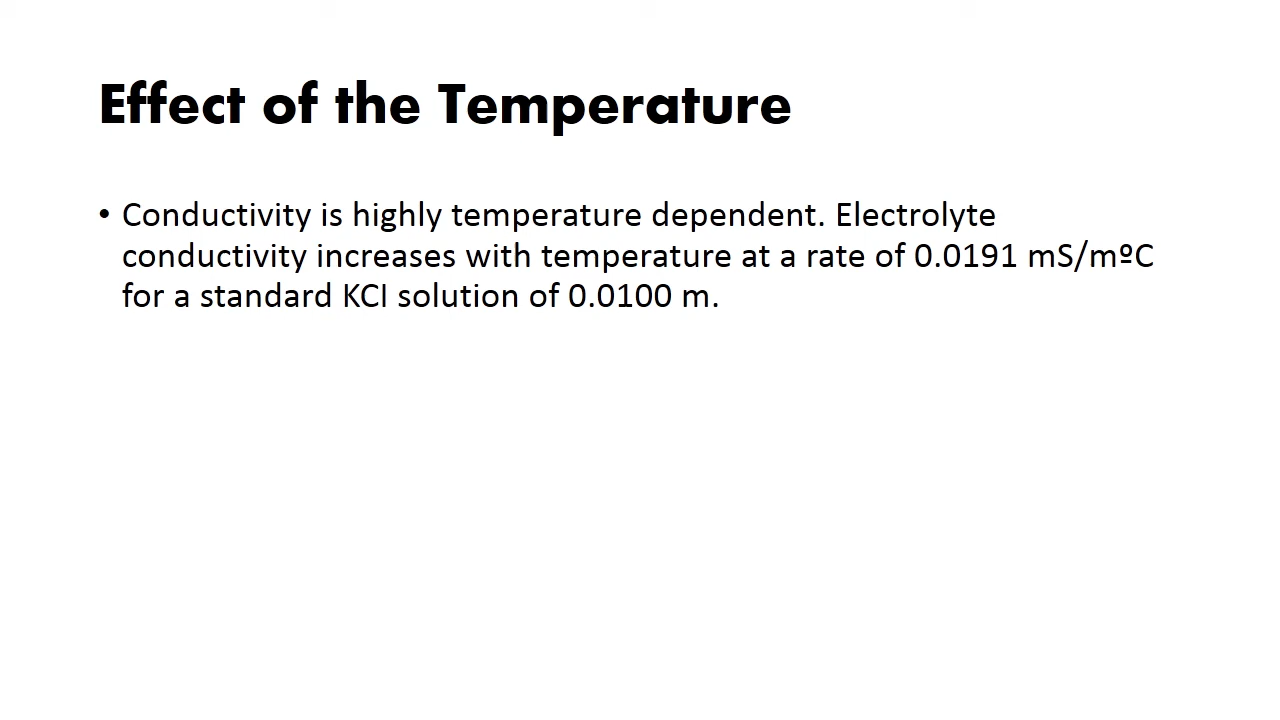 Effect of the Temperature
• Conductivity is highly temperature dependent. Electrolyte
conductivity increases with temperature at a rate of 0.0191 mS/mºC
for a standard KCI solution of 0.0100 m.